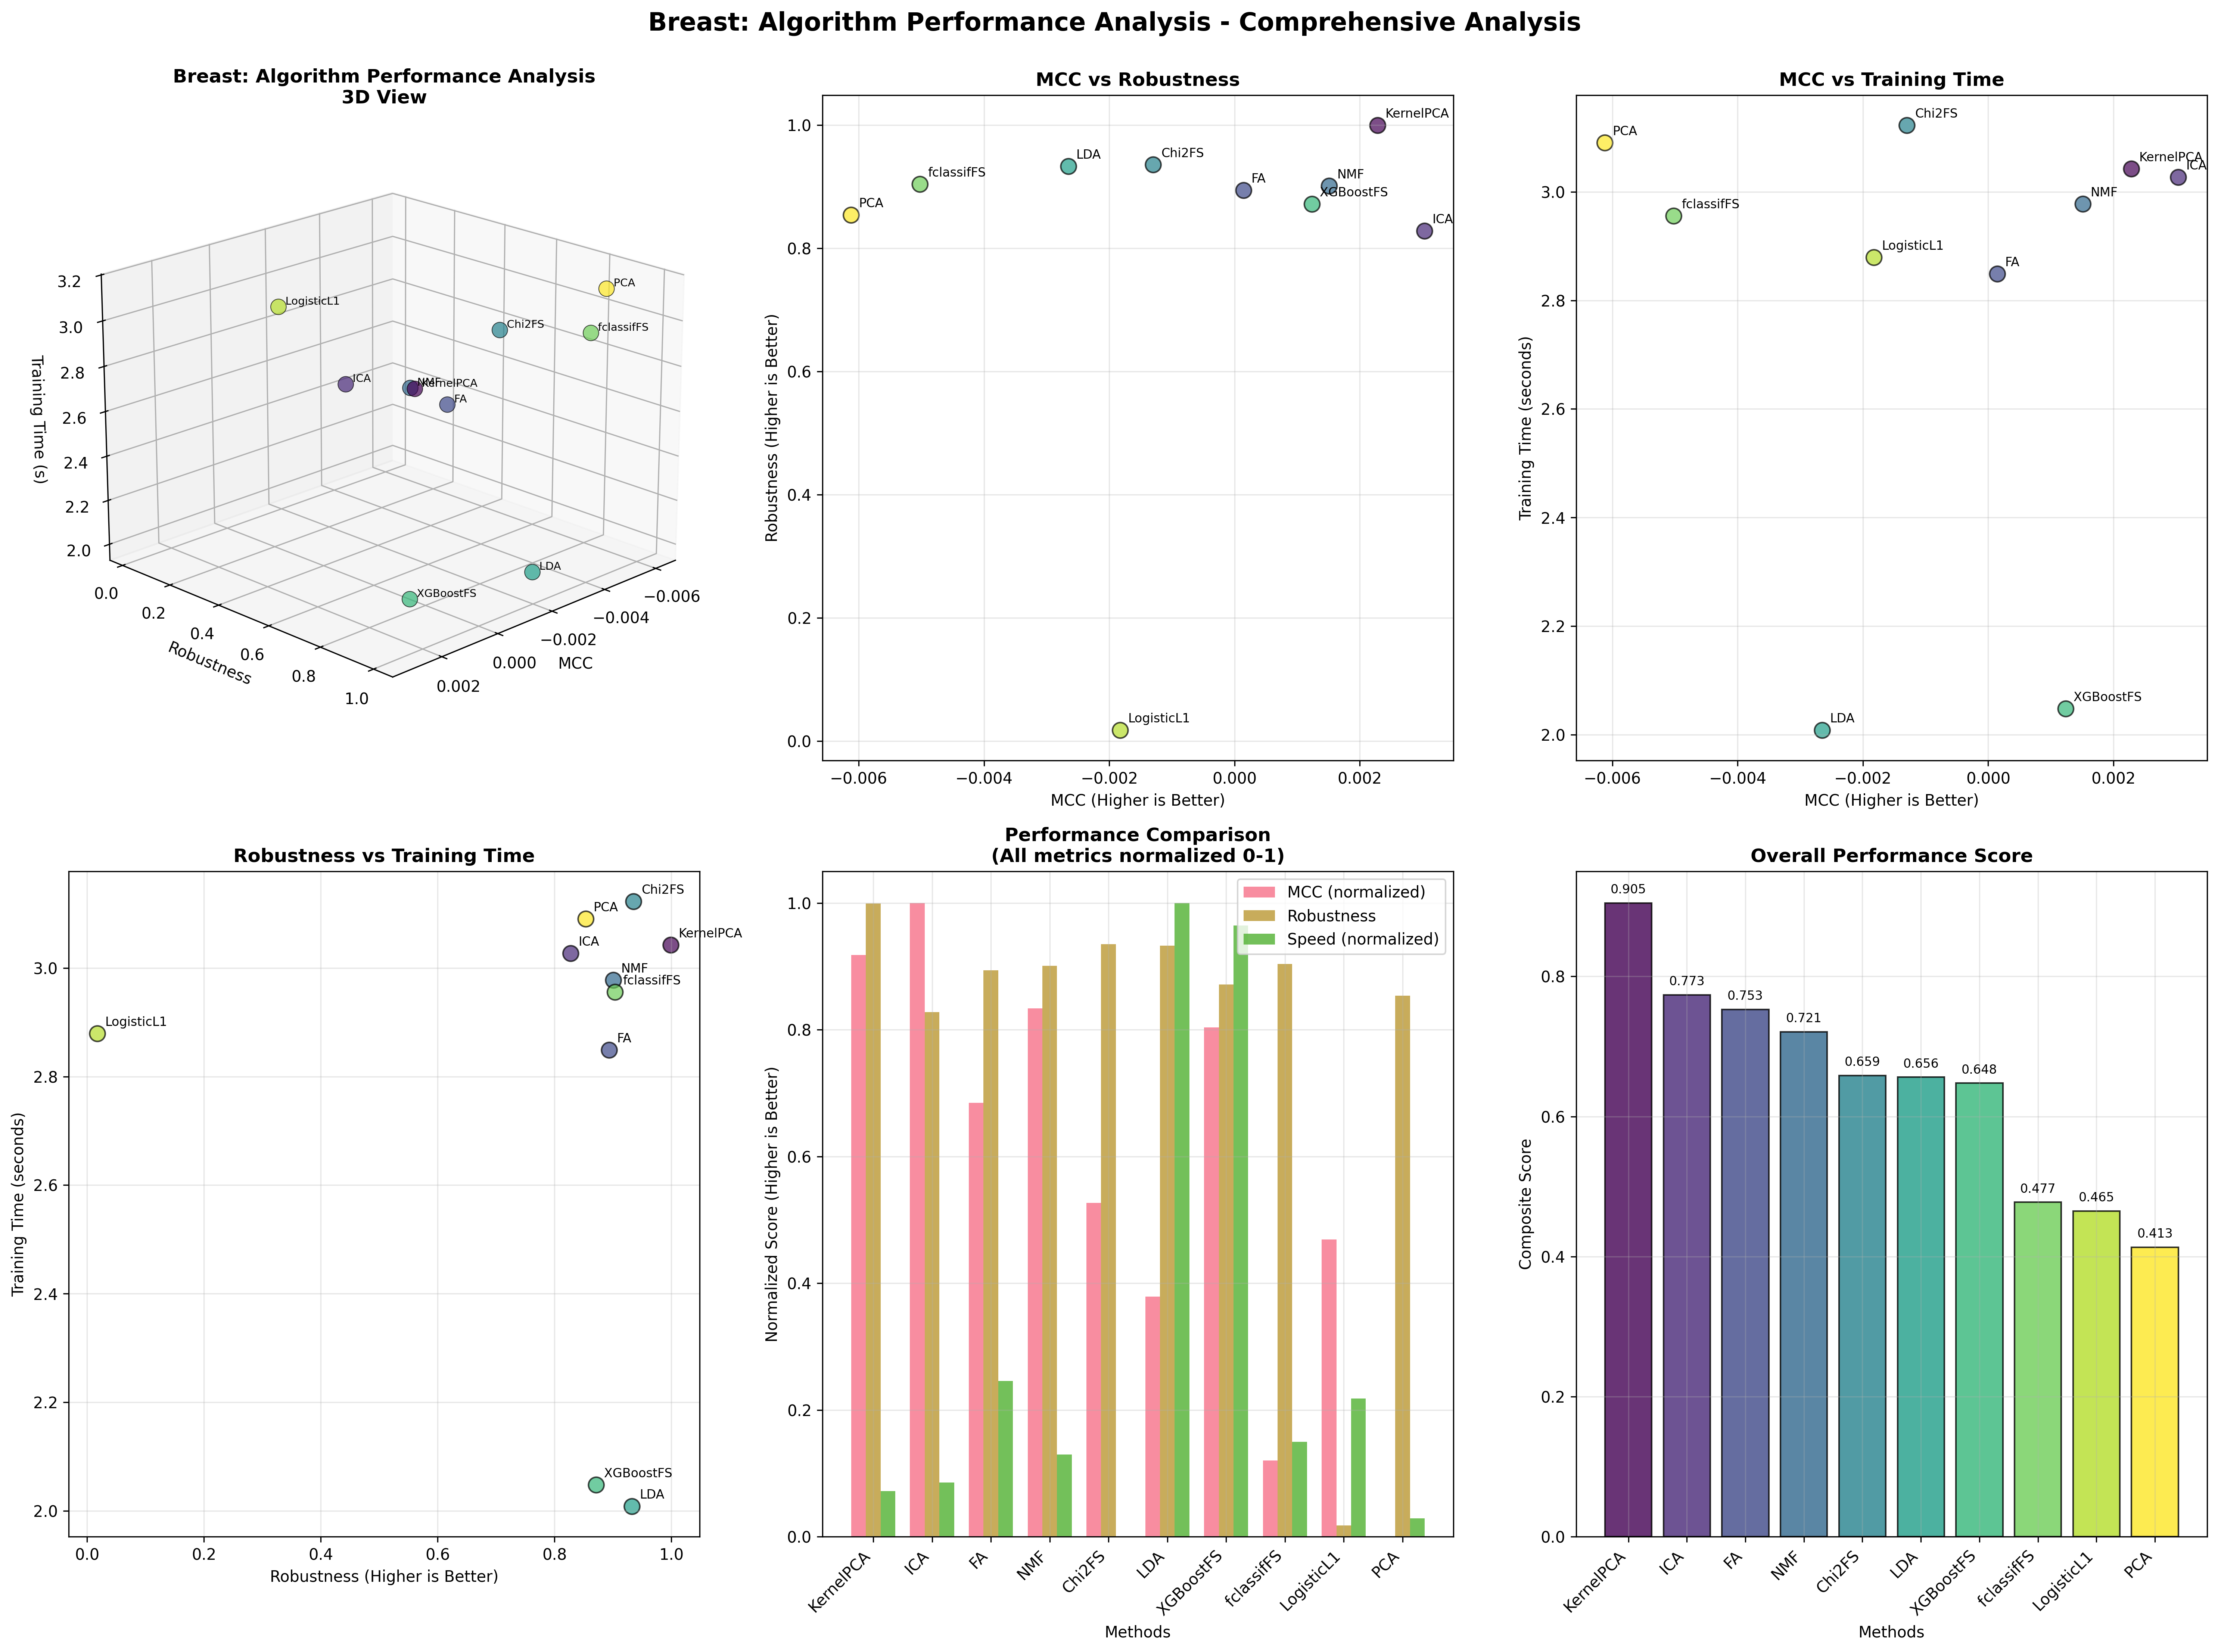 Breast: Algorithm Performance Analysis - Comprehensive Analysis
Breast: Algorithm Performance Analysis
3D View
3.2
3.0
2.8
2.6
2.4
2.2
2.0
Training Time (s)
0.0
0.2
0.4
0.6
0.8
1.0
Robustness
0.002
0.000
−0.002
−0.004
−0.006
MCC
PCA
LogisticL1
Chi2FS
fclassifFS
ICA
NMF
KernelPCA
FA
LDA
XGBoostFS
MCC vs Robustness
Robustness (Higher is Better)
1.0
0.8
0.6
0.4
0.2
0.0
KernelPCA
LDA
Chi2FS
fclassifFS
FA
NMF
XGBoostFS
PCA
ICA
LogisticL1
−0.006
−0.004
−0.002
0.000
0.002
MCC (Higher is Better)
MCC vs Training Time
Training Time (seconds)
3.0
2.8
2.6
2.4
2.2
2.0
Chi2FS
PCA
KernelPCA
ICA
NMF
fclassifFS
LogisticL1
FA
XGBoostFS
LDA
−0.006
−0.004
−0.002
0.000
0.002
MCC (Higher is Better)
Robustness vs Training Time
Training Time (seconds)
3.0
2.8
2.6
2.4
2.2
2.0
Chi2FS
PCA
KernelPCA
ICA
NMF
fclassifFS
LogisticL1
FA
XGBoostFS
LDA
0.0
0.2
0.4
0.6
0.8
1.0
Robustness (Higher is Better)
Performance Comparison
(All metrics normalized 0-1)
Normalized Score (Higher is Better)
1.0
0.8
0.6
0.4
0.2
0.0
MCC (normalized)
Robustness
Speed (normalized)
KernelPCA
ICA
FA
NMF
Chi2FS
LDA
XGBoostFS
fclassifFS
LogisticL1
PCA
Methods
Overall Performance Score
Composite Score
0.8
0.6
0.4
0.2
0.0
0.905
0.773
0.753
0.721
0.659
0.656
0.648
0.477
0.465
0.413
KernelPCA
ICA
FA
NMF
Chi2FS
LDA
XGBoostFS
fclassifFS
LogisticL1
PCA
Methods